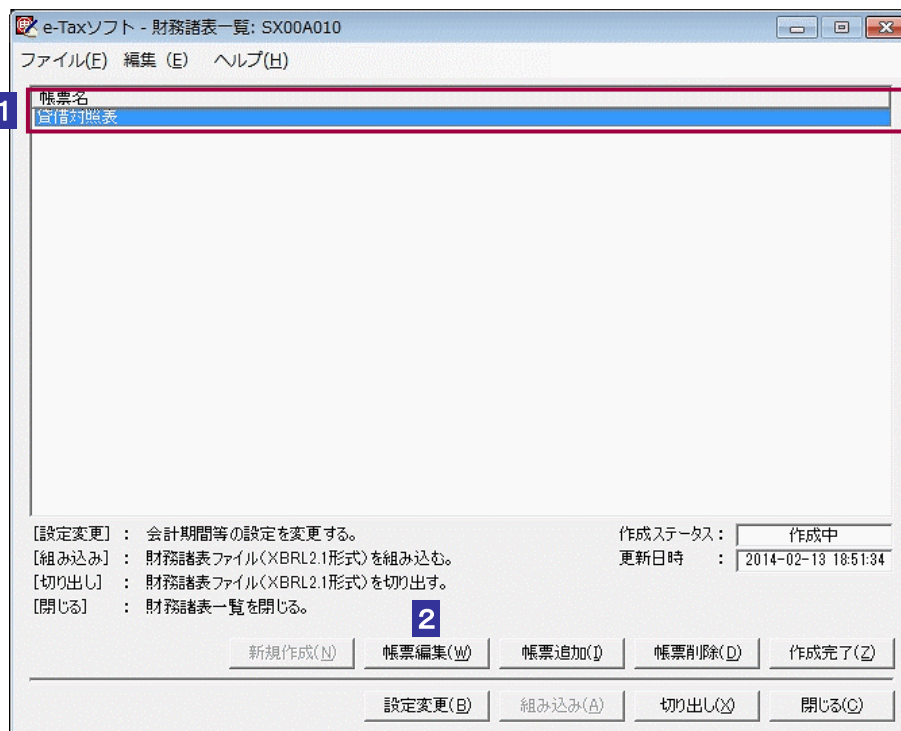 e-Taxソフト - 財務諸表一覧: SX00A010
ファイル(F) 編集 (E) ヘルプ(H)
帳票名
1
貸借対照表
[設定変更] : 会計期間等の設定を変更する。
作成ステータス: 作成中
[組み込み] : 財務諸表ファイル(XBRL2.1形式)を組み込む。
更新日時 : 2014-02-13 18:51:34
[切り出し] : 財務諸表ファイル(XBRL2.1形式)を切り出す。
[閉じる] : 財務諸表一覧を閉じる。
2
新規作成(N) 帳票編集(W) 帳票追加(I) 帳票削除(D) 作成完了(Z)
設定変更(B) 組み込み(A) 切り出し(X) 閉じる(C)